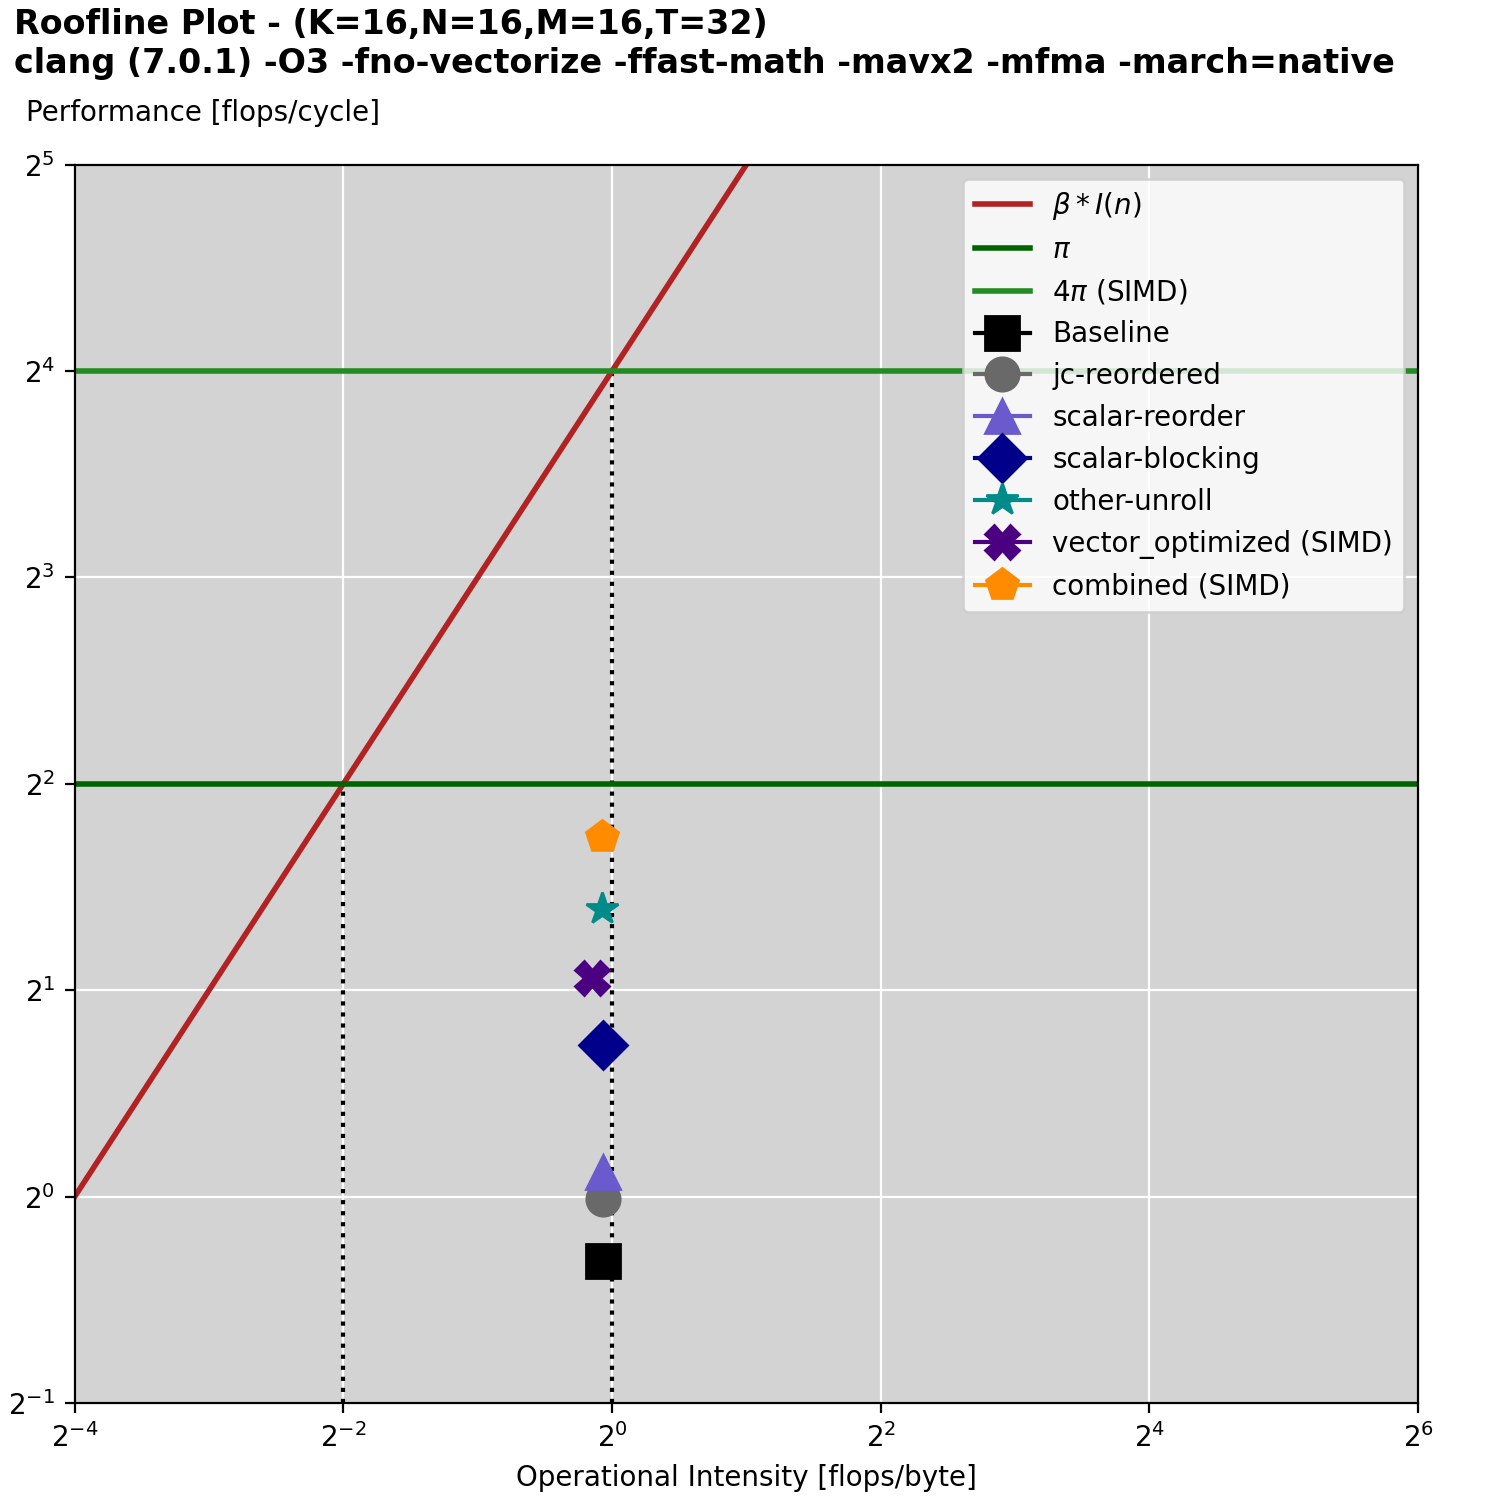 Roofline Plot - (K=16,N=16,M=16,T=32)
clang (7.0.1) -O3 -fno-vectorize -ffast-math -mavx2 -mfma -march=native
Performance [flops/cycle]
2⁵
2⁴
2³
2²
2¹
2⁰
2⁻¹
β * I(n)
π
4π (SIMD)
Baseline
jc-reordered
scalar-reorder
scalar-blocking
other-unroll
vector_optimized (SIMD)
combined (SIMD)
2⁻⁴ 2⁻² 2⁰ 2² 2⁴ 2⁶
Operational Intensity [flops/byte]